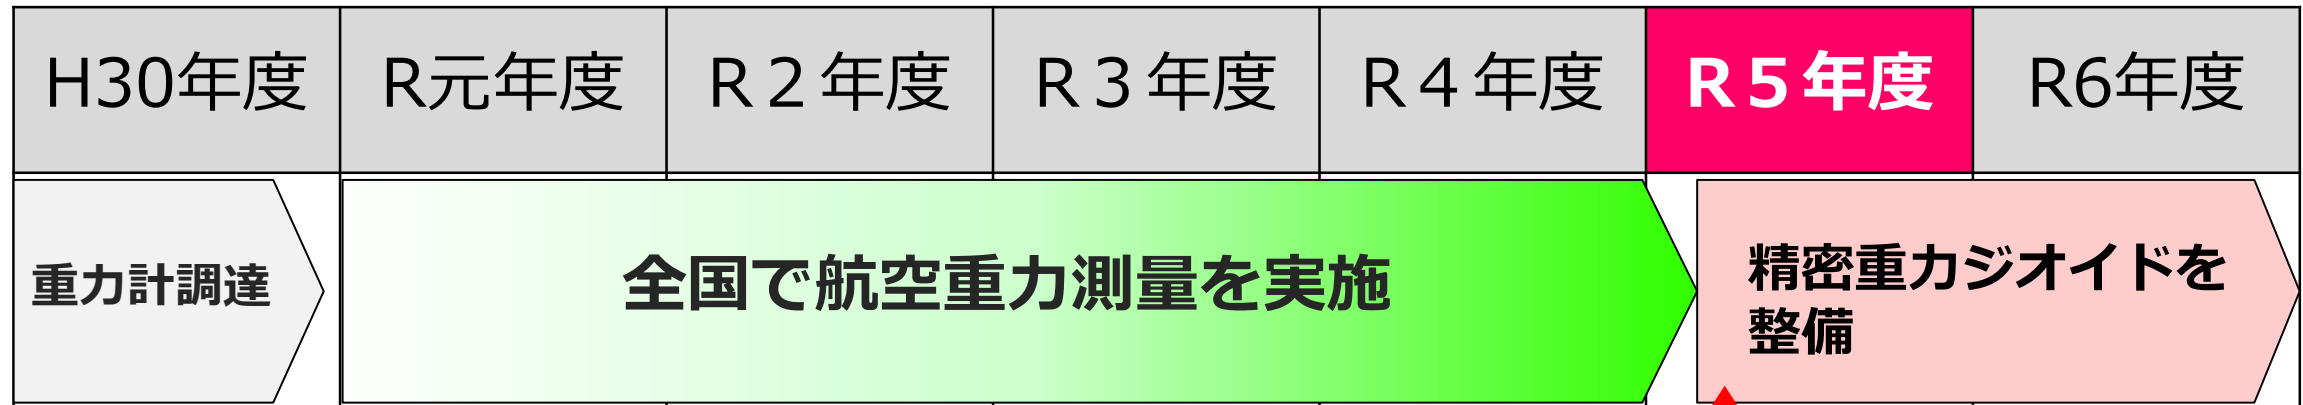 H30年度
R元年度
R２年度
R３年度
R４年度
R５年度
R6年度
重力計調達
全国で航空重力測量を実施
精密重力ジオイドを
整備